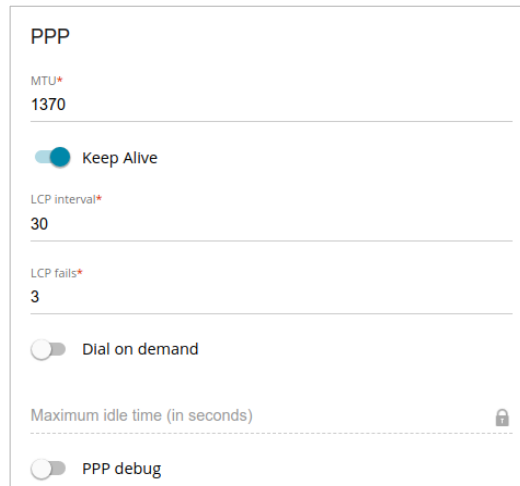 PPP
MTU*
1370
Keep Alive
LCP interval*
30
LCP fails*
3
Dial on demand
Maximum idle time (in seconds)
PPP debug